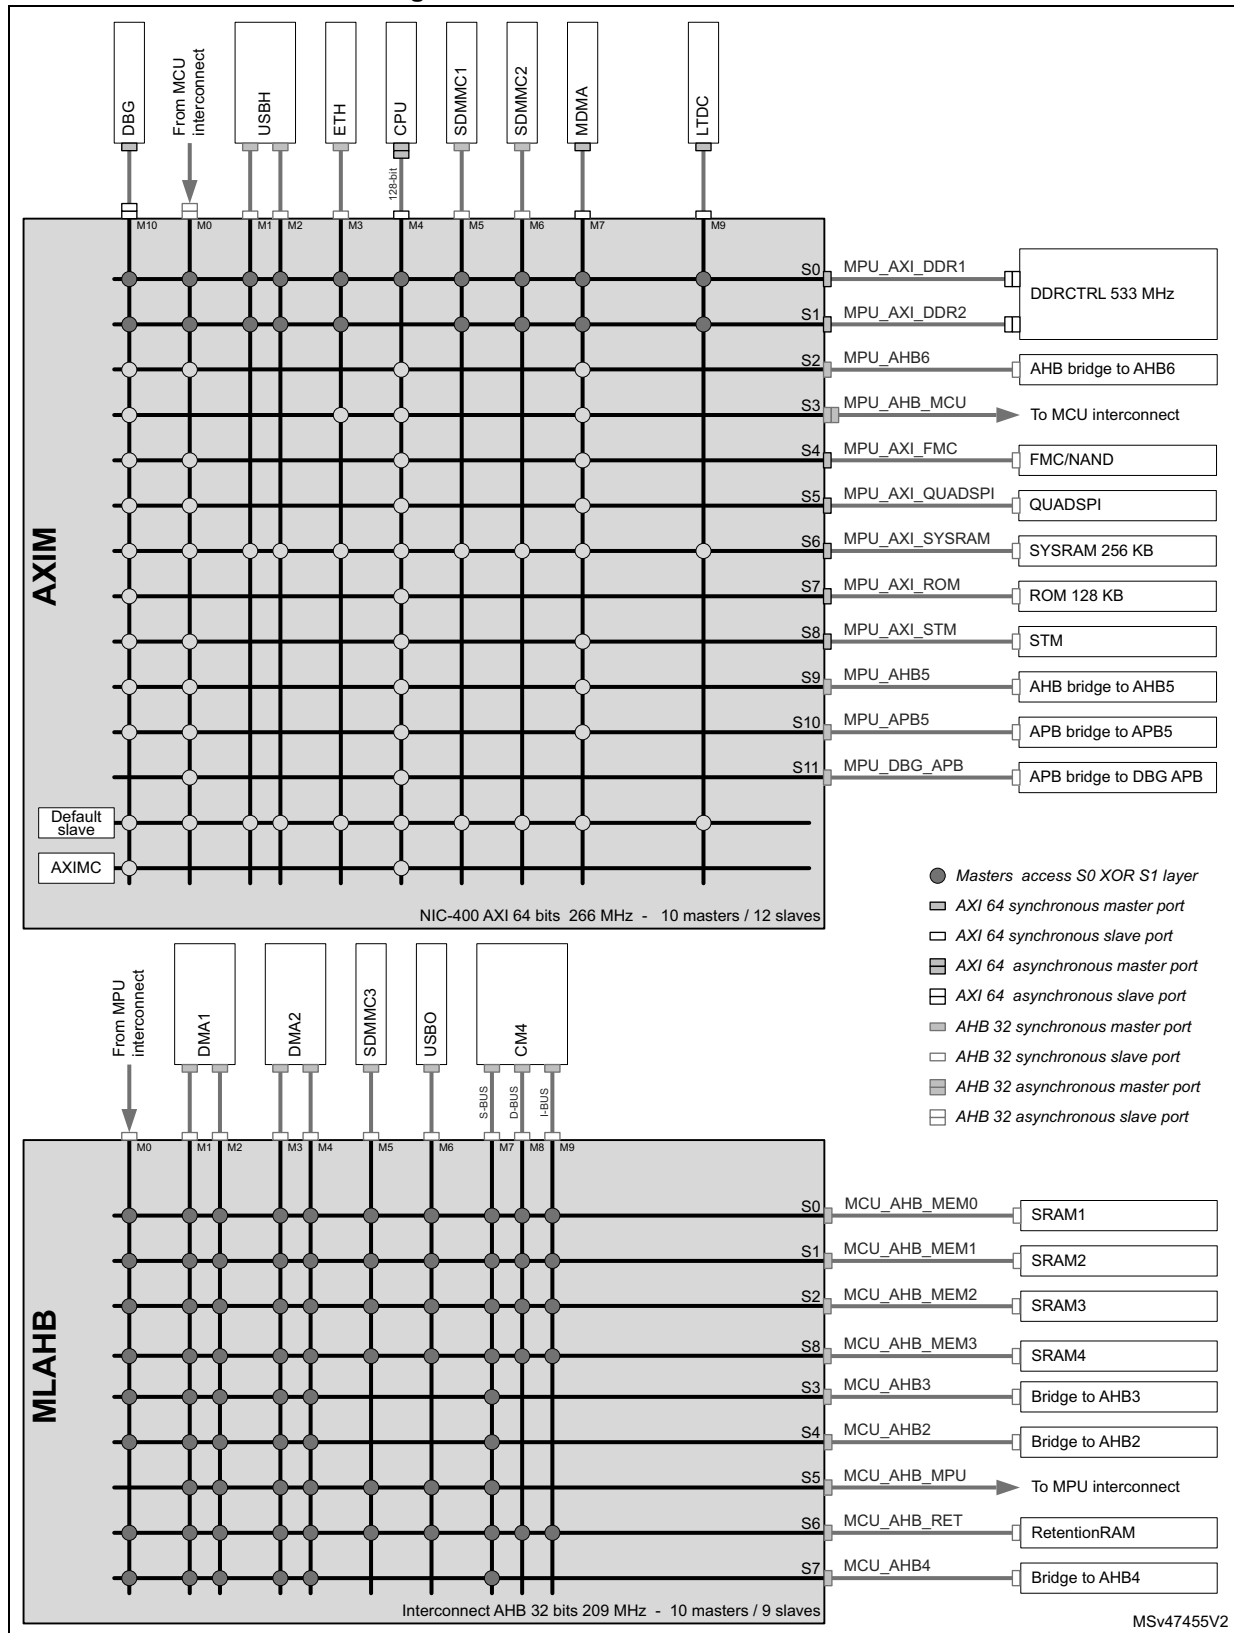 DBG
From MCU
interconnect
USBH
ETH
CPU
SDMMC1
SDMMC2
MDMA
LTDC
128-bit
M10
M0
M1
M2
M3
M4
M5
M6
M7
M9
S0
MPU_AXI_DDR1
DDRCTRL 533 MHz
S1
MPU_AXI_DDR2
S2
MPU_AHB6
AHB bridge to AHB6
S3
MPU_AHB_MCU
To MCU interconnect
S4
MPU_AXI_FMC
FMC/NAND
S5
MPU_AXI_QUADSPI
QUADSPI
AXIM
S6
MPU_AXI_SYSRAM
SYSRAM 256 KB
S7
MPU_AXI_ROM
ROM 128 KB
S8
MPU_AXI_STM
STM
S9
MPU_AHB5
AHB bridge to AHB5
S10
MPU_APB5
APB bridge to APB5
S11
MPU_DBG_APB
APB bridge to DBG APB
Default
slave
AXIMC
NIC-400 AXI 64 bits 266 MHz - 10 masters / 12 slaves
Masters access S0 XOR S1 layer
AXI 64 synchronous master port
AXI 64 synchronous slave port
AXI 64 asynchronous master port
AXI 64 asynchronous slave port
AHB 32 synchronous master port
AHB 32 synchronous slave port
AHB 32 asynchronous master port
AHB 32 asynchronous slave port
From MPU
interconnect
DMA1
DMA2
SDMMC3
USBO
CM4
S-BUS
D-BUS
I-BUS
M0
M1
M2
M3
M4
M5
M6
M7
M8
M9
S0
MCU_AHB_MEM0
SRAM1
S1
MCU_AHB_MEM1
SRAM2
S2
MCU_AHB_MEM2
SRAM3
MLAHB
S8
MCU_AHB_MEM3
SRAM4
S3
MCU_AHB3
Bridge to AHB3
S4
MCU_AHB2
Bridge to AHB2
S5
MCU_AHB_MPU
To MPU interconnect
S6
MCU_AHB_RET
RetentionRAM
S7
MCU_AHB4
Bridge to AHB4
Interconnect AHB 32 bits 209 MHz - 10 masters / 9 slaves
MSv47455V2